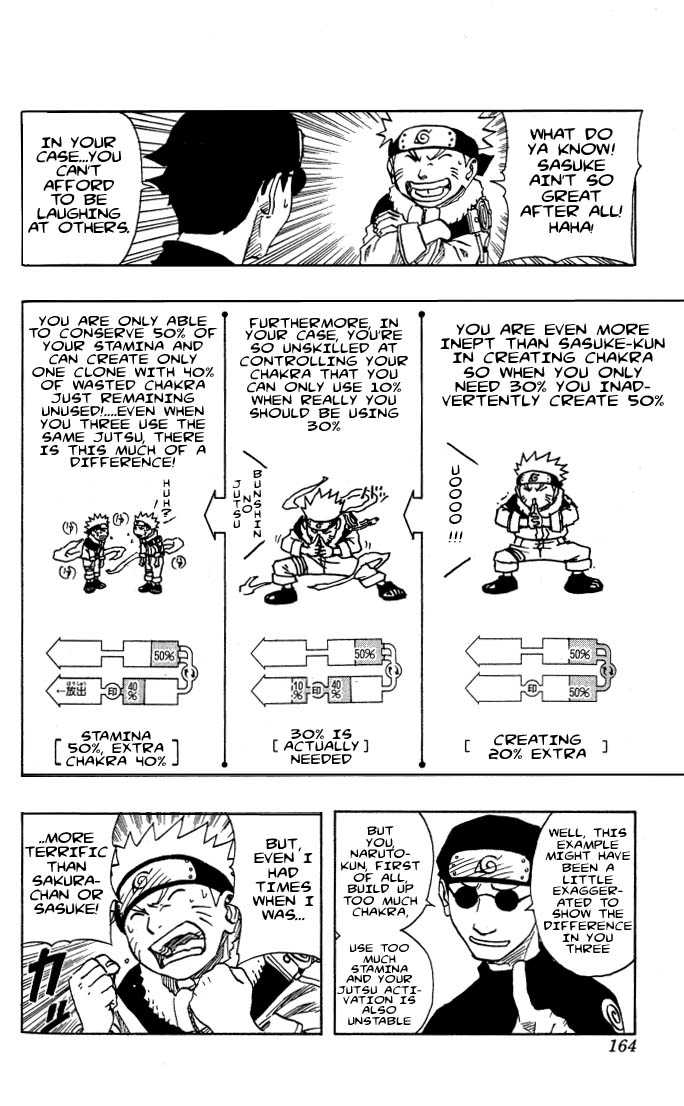 WHAT DO
YA KNOW!
SASUKE
AIN'T SO
GREAT
AFTER ALL!
HAHA!
IN YOUR
CASE...YOU
CAN'T
AFFORD
TO BE
LAUGHING
AT OTHERS.
YOU ARE EVEN MORE
INEPT THAN SASUKE-KUN
IN CREATING CHAKRA
SO WHEN YOU ONLY
NEED 30% YOU INAD-
VERTENTLY CREATE 50%
UOOOO!!!
50%
印
50%
[ CREATING
20% EXTRA ]
FURTHERMORE, IN
YOUR CASE, YOU'RE
SO UNSKILLED AT
CONTROLLING YOUR
CHAKRA THAT YOU
CAN ONLY USE 10%
WHEN REALLY YOU
SHOULD BE USING
30%
BUNSHIN
NO
JUTSU
50%
10%
印
40%
[ 30% IS
ACTUALLY
NEEDED ]
YOU ARE ONLY ABLE
TO CONSERVE 50% OF
YOUR STAMINA AND
CAN CREATE ONLY
ONE CLONE WITH 40%
OF WASTED CHAKRA
JUST REMAINING
UNUSED!....EVEN WHEN
YOU THREE USE THE
SAME JUTSU, THERE
IS THIS MUCH OF A
DIFFERENCE!
HUH?
50%
←放出
印
40%
[ STAMINA
50%, EXTRA
CHAKRA 40% ]
WELL, THIS
EXAMPLE
MIGHT HAVE
BEEN A
LITTLE
EXAGGER-
ATED TO
SHOW THE
DIFFERENCE
IN YOU
THREE
BUT
YOU,
NARUTO-
KUN, FIRST
OF ALL,
BUILD UP
TOO MUCH
CHAKRA,
USE TOO
MUCH
STAMINA
AND YOUR
JUTSU ACTI-
VATION IS
ALSO
UNSTABLE
BUT,
EVEN I
HAD
TIMES
WHEN I
WAS...
..MORE
TERRIFIC
THAN
SAKURA-
CHAN OR
SASUKE!
ガッ
164